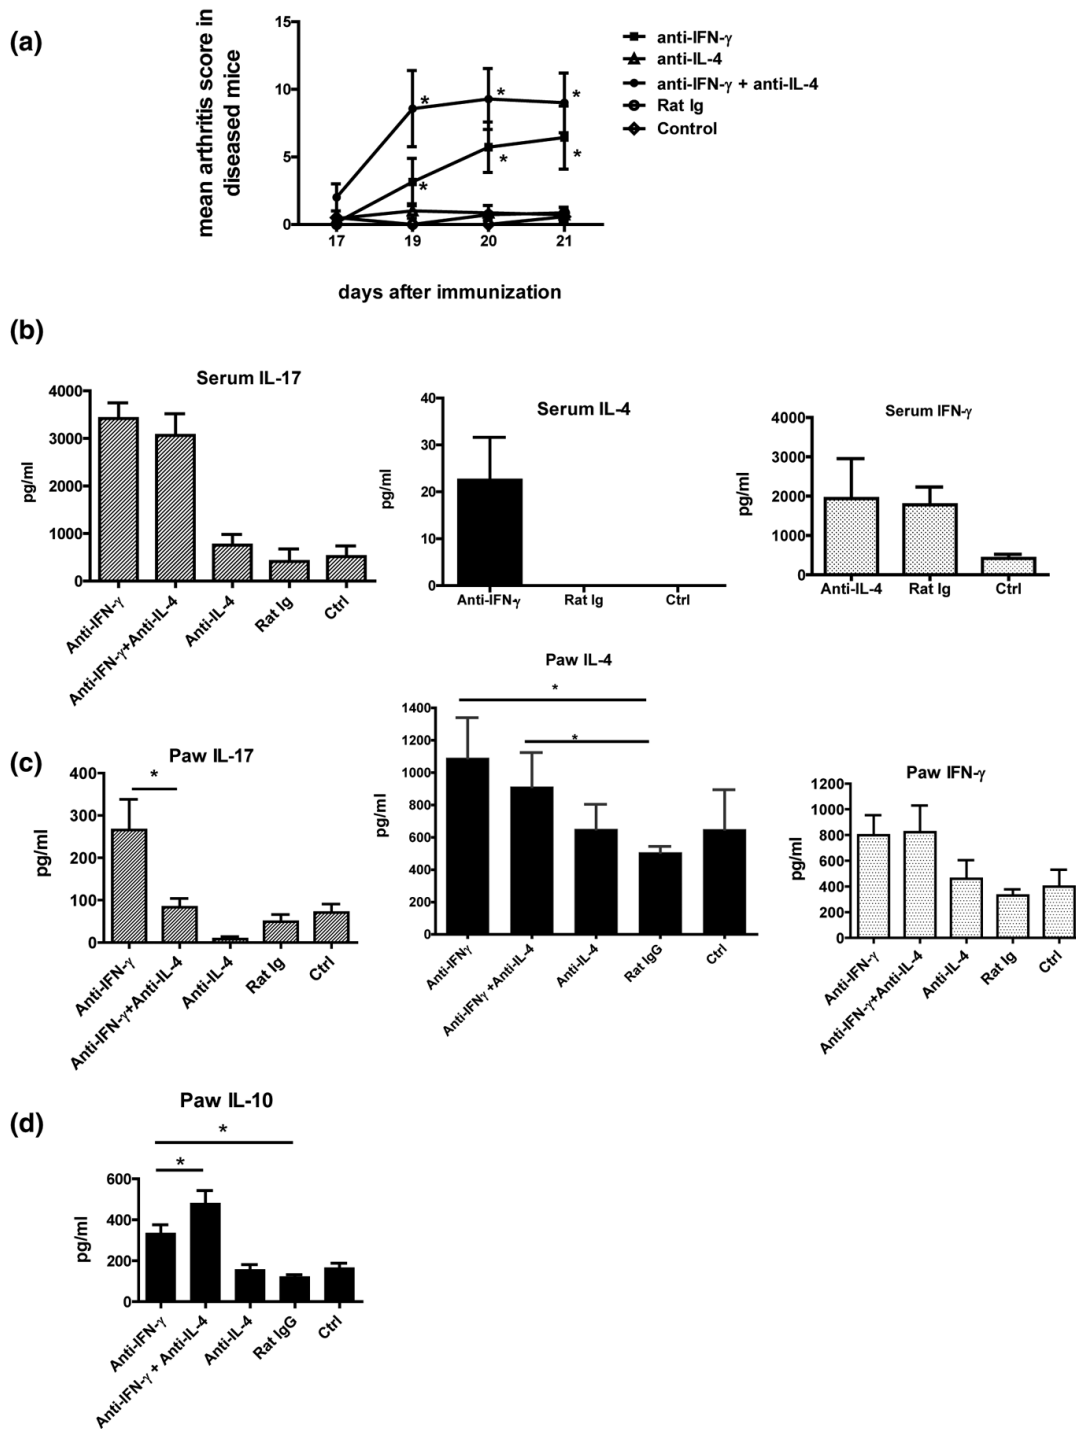 (a)
mean arthritis score in
diseased mice
15
10
5
0
* * *
* * *
17 19 20 21
days after immunization
anti-IFN-γ
anti-IL-4
anti-IFN-γ + anti-IL-4
Rat Ig
Control
(b)
Serum IL-17
pg/ml
4000
3000
2000
1000
0
Anti-IFN-γ
Anti-IFN-γ+Anti-IL-4
Anti-IL-4
Rat Ig
Ctrl
Serum IL-4
pg/ml
40
30
20
10
0
Anti-IFN-γ Rat Ig Ctrl
Serum IFN-γ
pg/ml
4000
3000
2000
1000
0
Anti-IL-4 Rat Ig Ctrl
(c)
Paw IL-17
*
pg/ml
400
300
200
100
0
Anti-IFN-γ
Anti-IFN-γ+Anti-IL-4
Anti-IL-4
Rat Ig
Ctrl
Paw IL-4
*
*
pg/ml
1400
1200
1000
800
600
400
200
0
Anti-IFNγ
Anti-IFNγ +Anti-IL-4
Anti-IL-4
Rat IgG
Ctrl
Paw IFN-γ
pg/ml
1200
1000
800
600
400
200
0
Anti-IFN-γ
Anti-IFN-γ+Anti-IL-4
Anti-IL-4
Rat Ig
Ctrl
(d)
Paw IL-10
*
*
pg/ml
600
400
200
0
Anti-IFN-γ
Anti-IFN-γ + Anti-IL-4
Anti-IL-4
Rat IgG
Ctrl